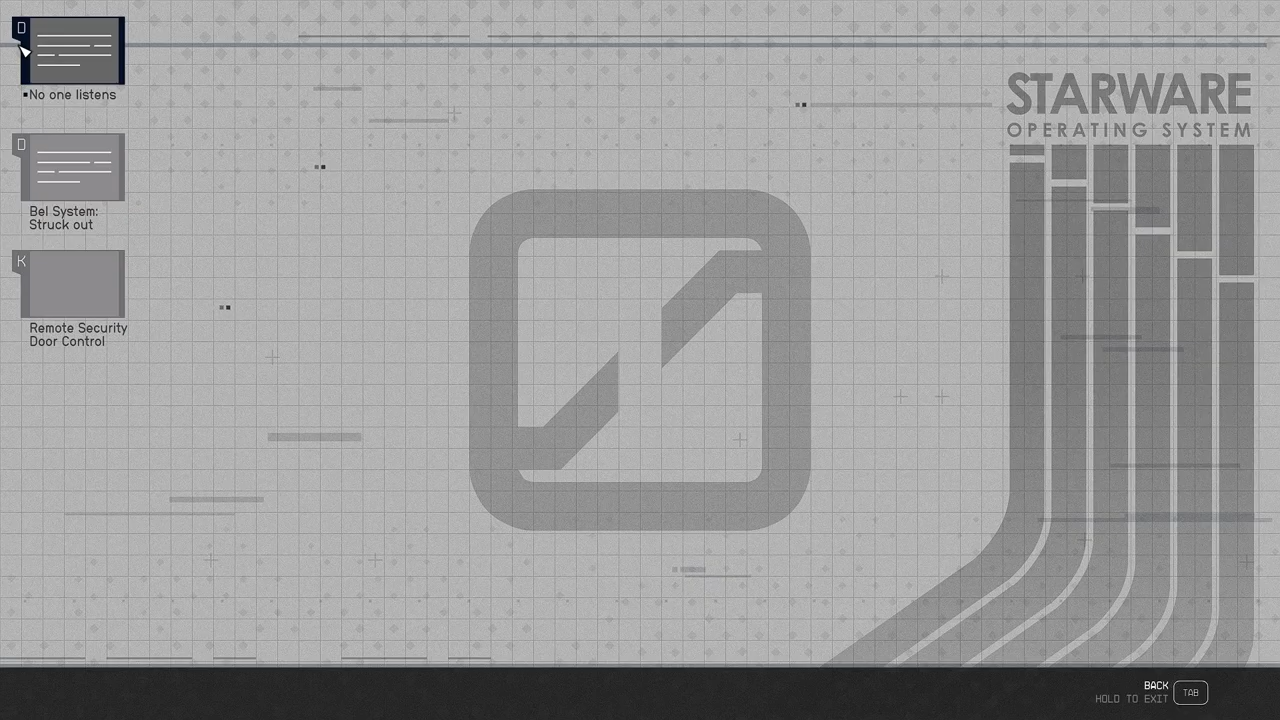 D
No one listens
D
Bel System:
Struck out
K
Remote Security
Door Control
STARWARE
OPERATING SYSTEM
BACK
HOLD TO EXIT
TAB